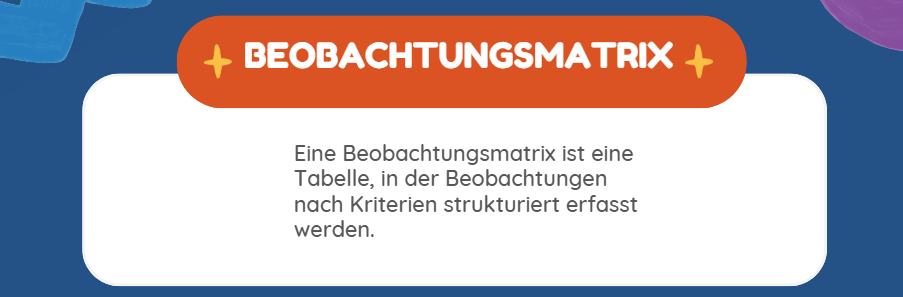 BEOBACHTUNGSMATRIX
Eine Beobachtungsmatrix ist eine
Tabelle, in der Beobachtungen
nach Kriterien strukturiert erfasst
werden.